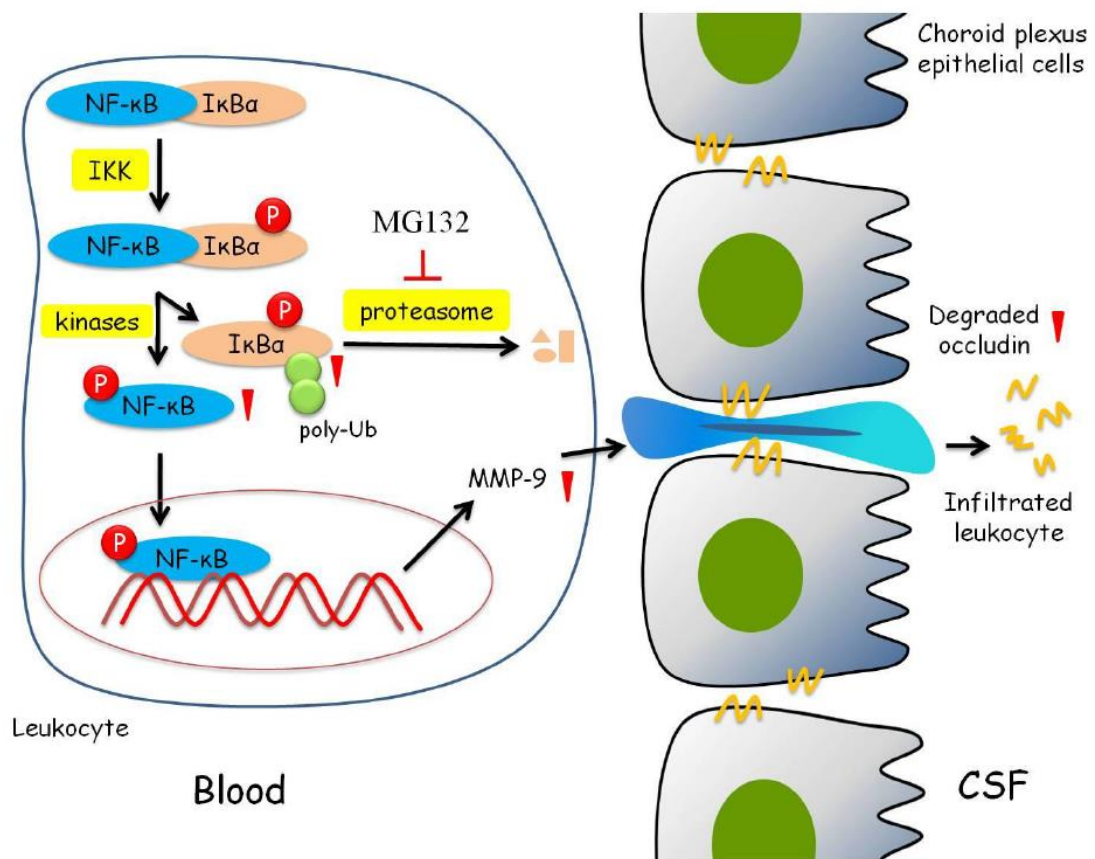 Choroid plexus
epithelial cells
NF-κB
IκBα
IKK
P
NF-κB
IκBα
MG132
kinases
P
IκBα
proteasome
P
NF-κB
poly-Ub
Degraded
occludin
MMP-9
Infiltrated
leukocyte
P
NF-κB
Leukocyte
Blood
CSF